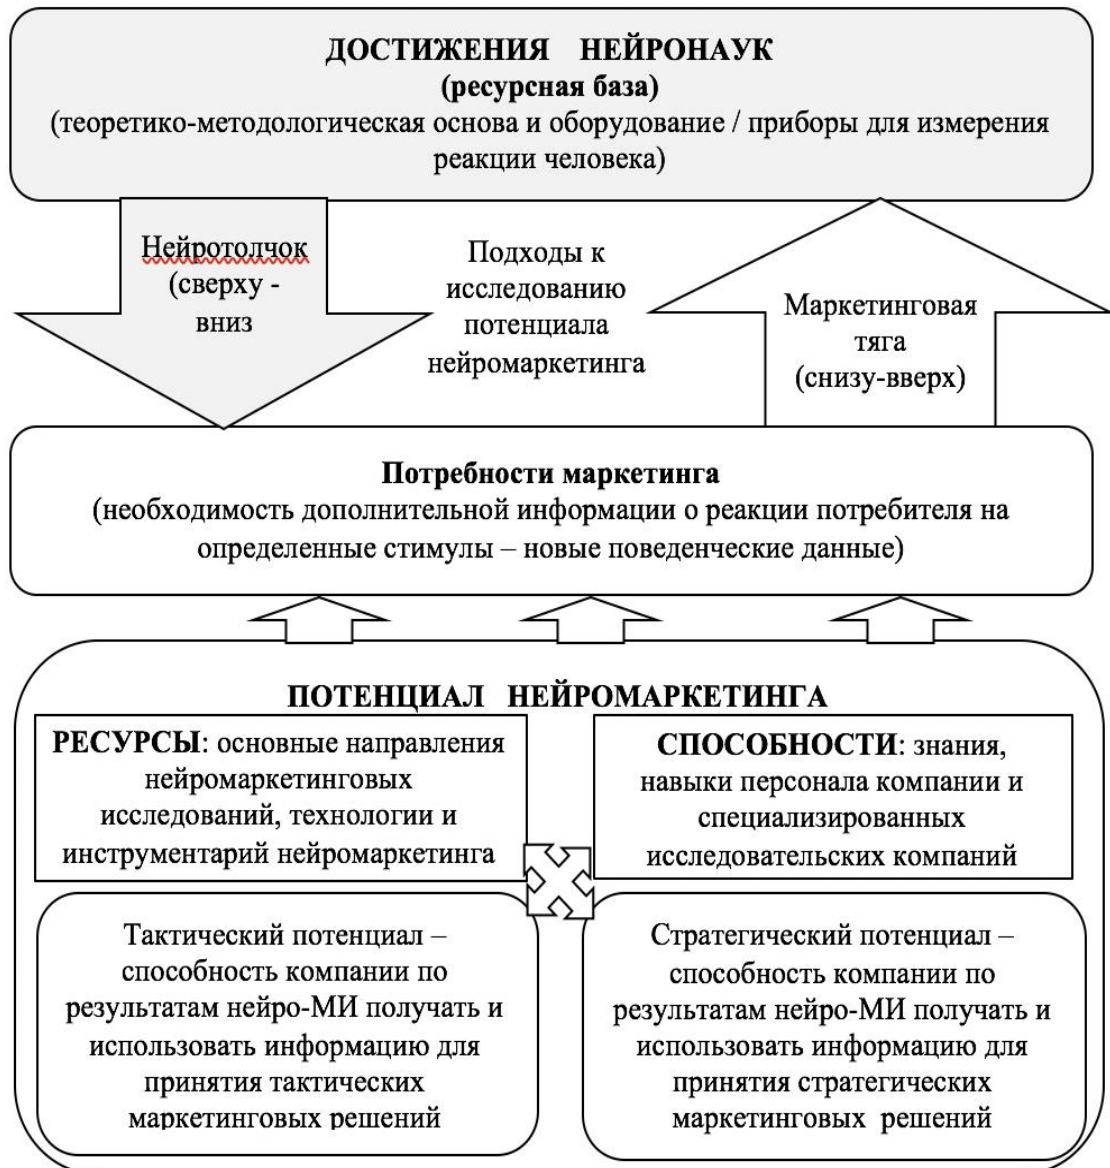 ДОСТИЖЕНИЯ НЕЙРОНАУК
(ресурсная база)
(теоретико-методологическая основа и оборудование / приборы для измерения
реакции человека)
Нейротолчок
(сверху -
вниз
Подходы к
исследованию
потенциала
нейромаркетинга
Маркетинговая
тяга
(снизу-вверх)
Потребности маркетинга
(необходимость дополнительной информации о реакции потребителя на
определенные стимулы – новые поведенческие данные)
ПОТЕНЦИАЛ НЕЙРОМАРКЕТИНГА
РЕСУРСЫ: основные направления
нейромаркетинговых
исследований, технологии и
инструментарий нейромаркетинга
СПОСОБНОСТИ: знания,
навыки персонала компании и
специализированных
исследовательских компаний
Тактический потенциал –
способность компании по
результатам нейро-МИ получать и
использовать информацию для
принятия тактических
маркетинговых решений
Стратегический потенциал –
способность компании по
результатам нейро-МИ получать и
использовать информацию для
принятия стратегических
маркетинговых решений